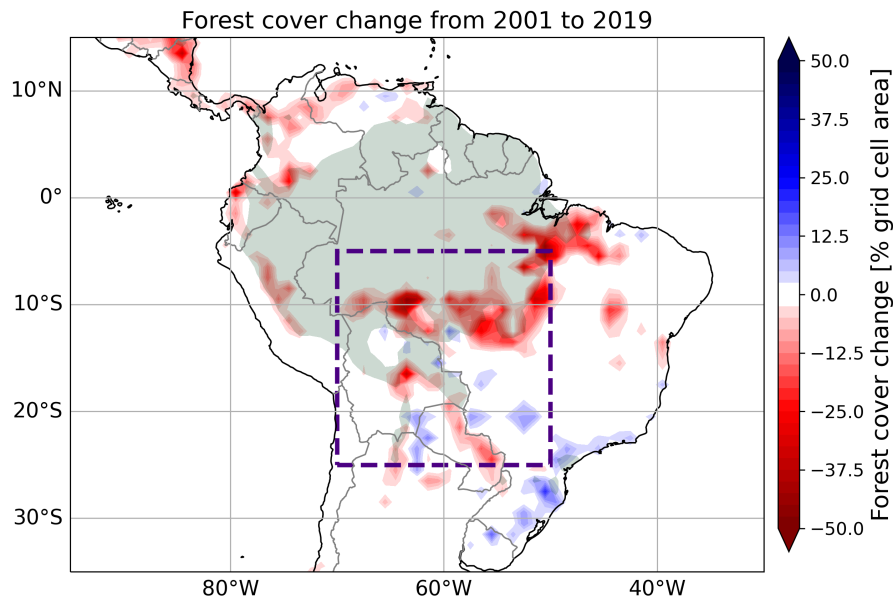 Forest cover change from 2001 to 2019
10°N
0°
10°S
20°S
30°S
80°W
60°W
40°W
50.0
37.5
25.0
12.5
0.0
−12.5
−25.0
−37.5
−50.0
Forest cover change [% grid cell area]